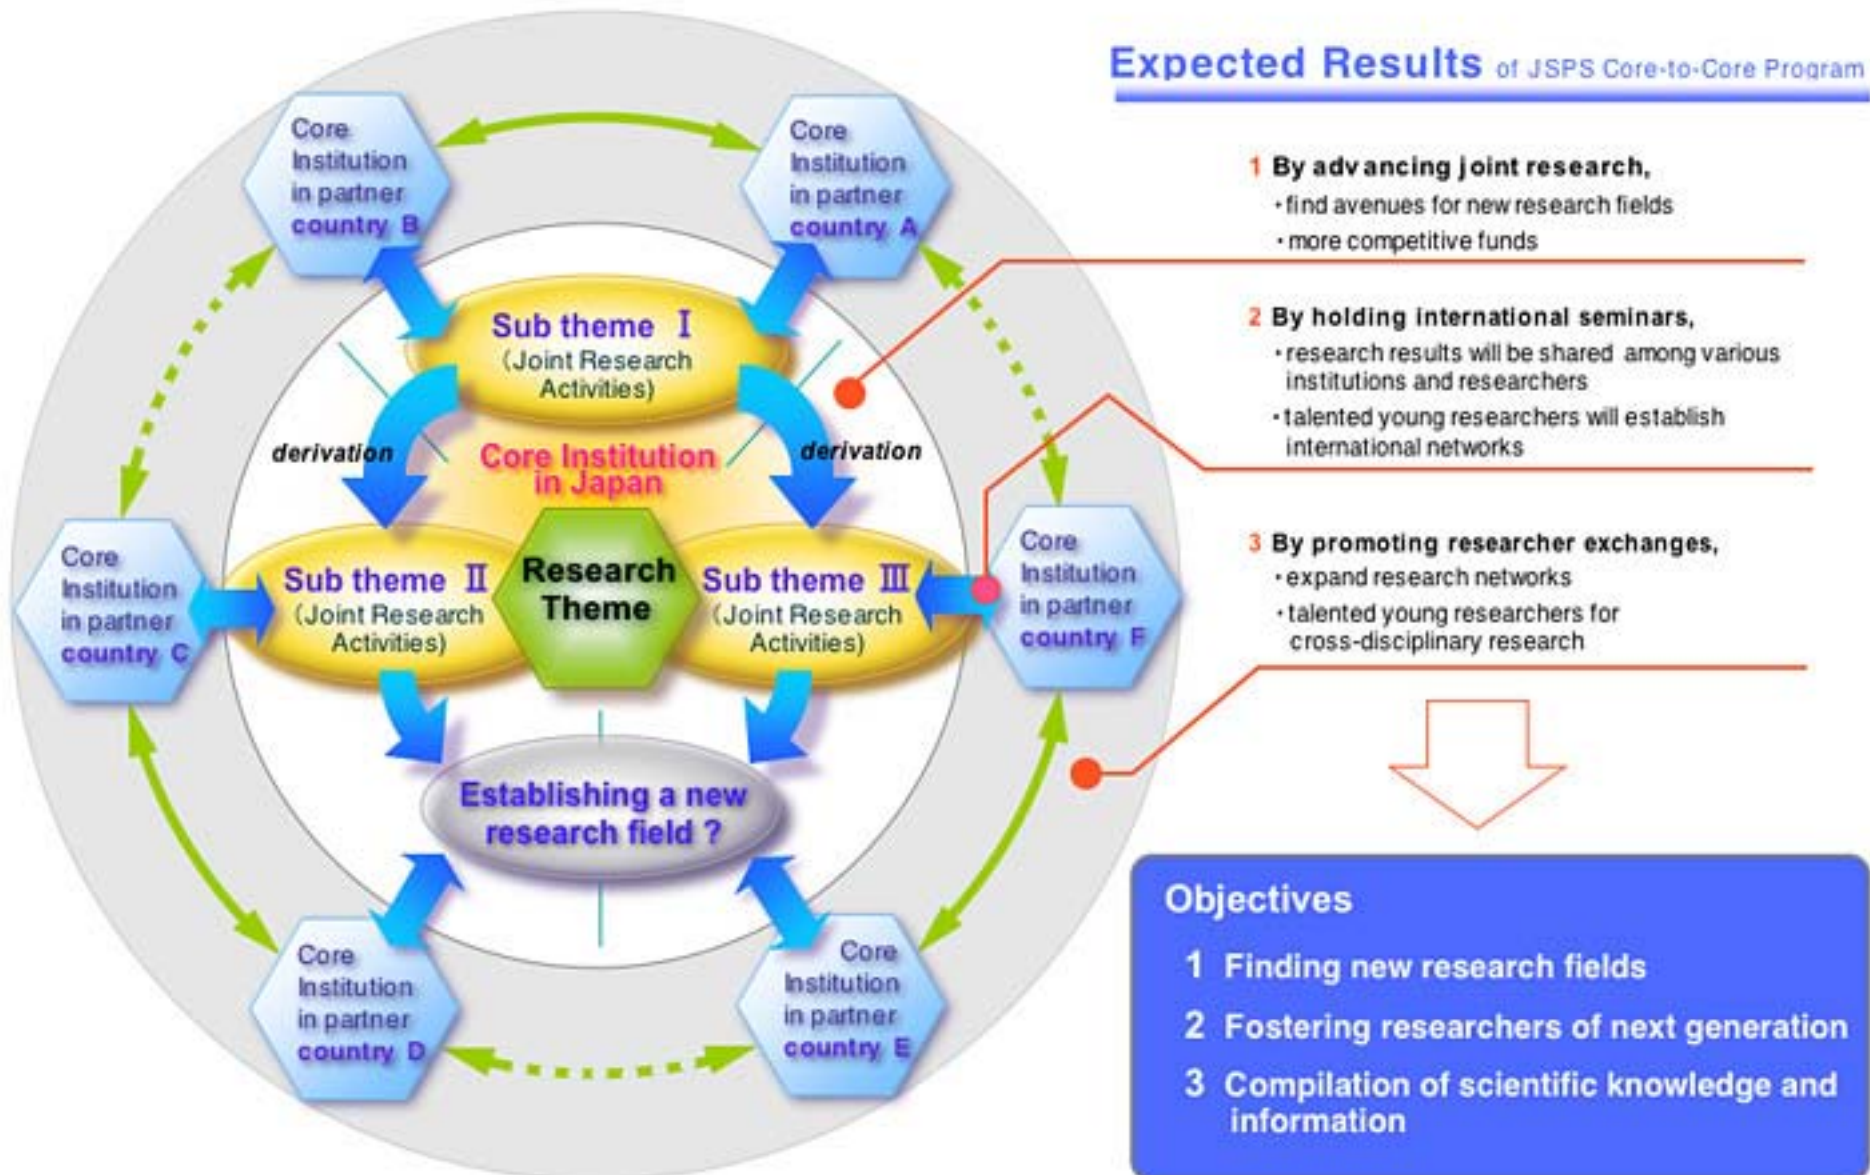 Expected Results of JSPS Core-to-Core Program
Core
Institution
in partner
country B
Core
Institution
in partner
country A
Sub theme Ⅰ
(Joint Research
Activities)
derivation
derivation
Core Institution
in Japan
Core
Institution
in partner
country C
Sub theme Ⅱ
(Joint Research
Activities)
Research
Theme
Sub theme Ⅲ
(Joint Research
Activities)
Core
Institution
in partner
country F
Establishing a new
research field ?
Core
Institution
in partner
country D
Core
Institution
in partner
country E
1 By advancing joint research,
・find avenues for new research fields
・more competitive funds
2 By holding international seminars,
・research results will be shared among various
institutions and researchers
・talented young researchers will establish
international networks
3 By promoting researcher exchanges,
・expand research networks
・talented young researchers for
cross-disciplinary research
Objectives
1 Finding new research fields
2 Fostering researchers of next generation
3 Compilation of scientific knowledge and
information